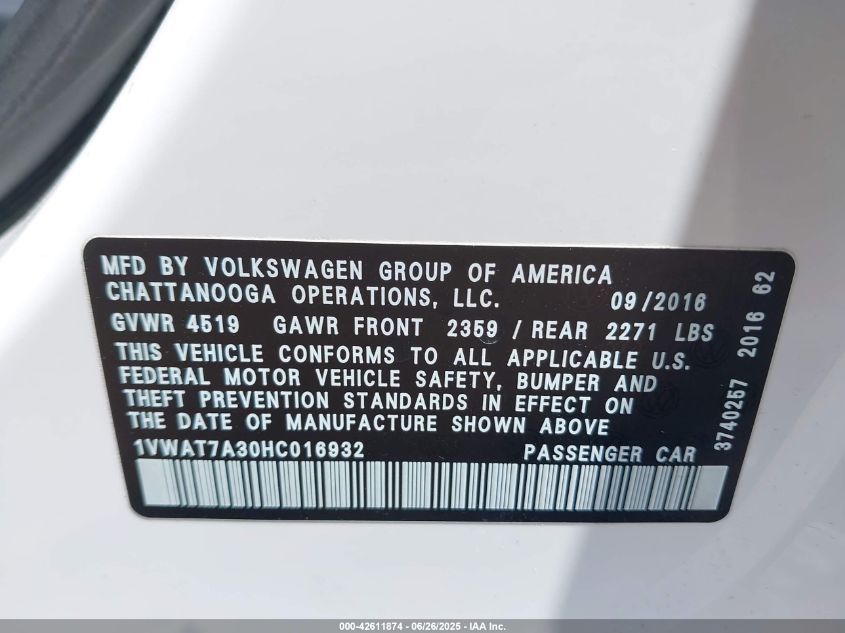 MFD BY VOLKSWAGEN GROUP OF AMERICA
CHATTANOOGA OPERATIONS, LLC. 09/2016
GVWR 4519 GAWR FRONT 2359 / REAR 2271 LBS
THIS VEHICLE CONFORMS TO ALL APPLICABLE U.S.
FEDERAL MOTOR VEHICLE SAFETY, BUMPER AND
THEFT PREVENTION STANDARDS IN EFFECT ON
THE DATE OF MANUFACTURE SHOWN ABOVE
1VWAT7A30HC016932 PASSENGER CAR
3740257 2016 62
000-42611874 | 06/26/2025 - IAA Inc.